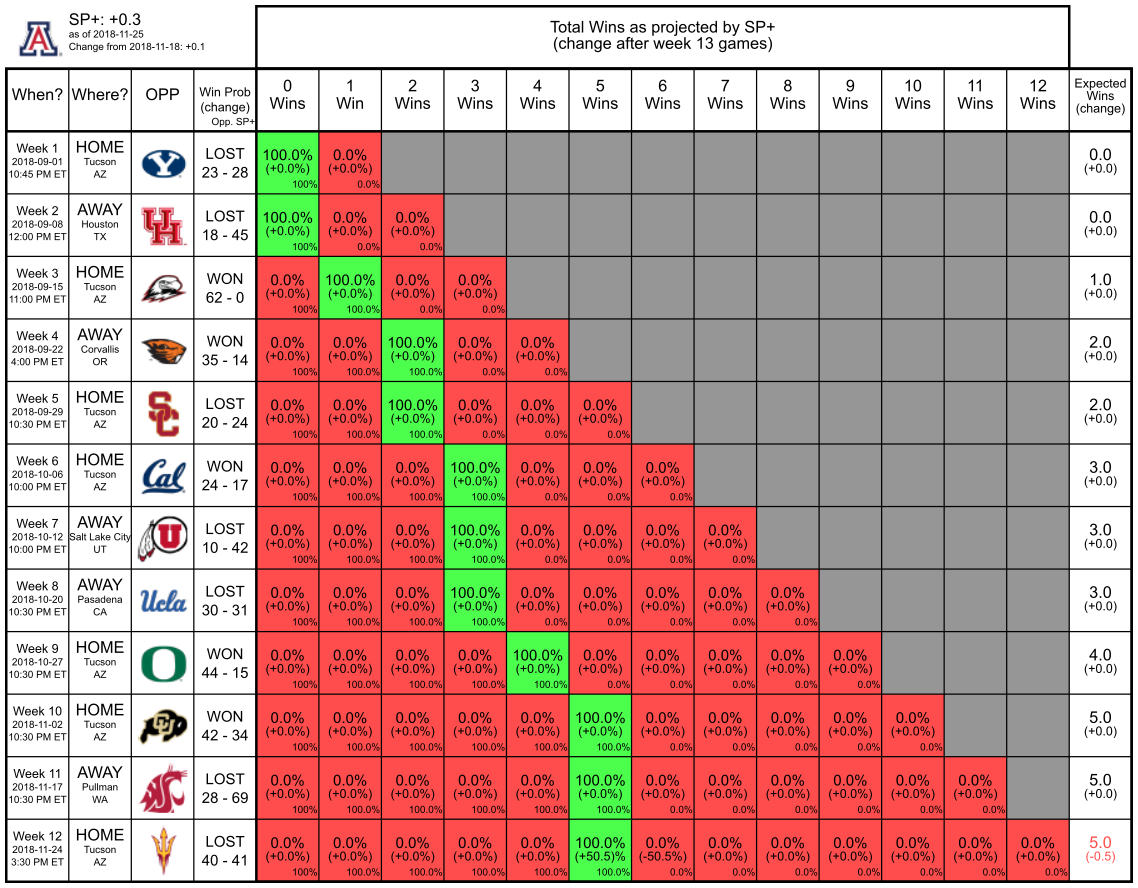 SP+: +0.3
as of 2018-11-25
Change from 2018-11-18: +0.1
A
Total Wins as projected by SP+
(change after week 13 games)
When? Where? OPP Win Prob (change) Opp. SP+ 0 Wins 1 Win 2 Wins 3 Wins 4 Wins 5 Wins 6 Wins 7 Wins 8 Wins 9 Wins 10 Wins 11 Wins 12 Wins Expected Wins (change)
Week 1 HOME LOST 100.0% 0.0% 0.0
2018-09-01 Tucson Y (+0.0%) (+0.0%) (+0.0)
10:45 PM ET AZ 23 - 28 100% 0.0%
Week 2 AWAY LOST 100.0% 0.0% 0.0% 0.0
2018-09-08 Houston UH (+0.0%) (+0.0%) (+0.0%) (+0.0)
12:00 PM ET TX 18 - 45 100% 0.0% 0.0%
Week 3 HOME WON 0.0% 100.0% 0.0% 0.0% 1.0
2018-09-15 Tucson (+0.0%) (+0.0%) (+0.0%) (+0.0%) (+0.0)
11:00 PM ET AZ 62 - 0 100% 100.0% 0.0% 0.0%
Week 4 AWAY WON 0.0% 0.0% 100.0% 0.0% 0.0% 2.0
2018-09-22 Corvallis (+0.0%) (+0.0%) (+0.0%) (+0.0%) (+0.0%) (+0.0)
4:00 PM ET OR 35 - 14 100% 100.0% 100.0% 0.0% 0.0%
Week 5 HOME LOST 0.0% 0.0% 100.0% 0.0% 0.0% 0.0% 2.0
2018-09-29 Tucson SC (+0.0%) (+0.0%) (+0.0%) (+0.0%) (+0.0%) (+0.0%) (+0.0)
10:30 PM ET AZ 20 - 24 100% 100.0% 100.0% 0.0% 0.0% 0.0%
Week 6 HOME WON 0.0% 0.0% 0.0% 100.0% 0.0% 0.0% 0.0% 3.0
2018-10-06 Tucson Cal (+0.0%) (+0.0%) (+0.0%) (+0.0%) (+0.0%) (+0.0%) (+0.0%) (+0.0)
10:00 PM ET AZ 24 - 17 100% 100.0% 100.0% 100.0% 0.0% 0.0% 0.0%
Week 7 AWAY LOST 0.0% 0.0% 0.0% 100.0% 0.0% 0.0% 0.0% 0.0% 3.0
2018-10-12 Salt Lake City U (+0.0%) (+0.0%) (+0.0%) (+0.0%) (+0.0%) (+0.0%) (+0.0%) (+0.0%) (+0.0)
10:00 PM ET UT 10 - 42 100% 100.0% 100.0% 100.0% 0.0% 0.0% 0.0% 0.0%
Week 8 AWAY LOST 0.0% 0.0% 0.0% 100.0% 0.0% 0.0% 0.0% 0.0% 0.0% 3.0
2018-10-20 Pasadena Ucla (+0.0%) (+0.0%) (+0.0%) (+0.0%) (+0.0%) (+0.0%) (+0.0%) (+0.0%) (+0.0%) (+0.0)
10:30 PM ET CA 30 - 31 100% 100.0% 100.0% 100.0% 0.0% 0.0% 0.0% 0.0% 0.0%
Week 9 HOME WON 0.0% 0.0% 0.0% 0.0% 100.0% 0.0% 0.0% 0.0% 0.0% 0.0% 4.0
2018-10-27 Tucson O (+0.0%) (+0.0%) (+0.0%) (+0.0%) (+0.0%) (+0.0%) (+0.0%) (+0.0%) (+0.0%) (+0.0%) (+0.0)
10:30 PM ET AZ 44 - 15 100% 100.0% 100.0% 100.0% 100.0% 0.0% 0.0% 0.0% 0.0% 0.0%
Week 10 HOME WON 0.0% 0.0% 0.0% 0.0% 0.0% 100.0% 0.0% 0.0% 0.0% 0.0% 0.0% 5.0
2018-11-02 Tucson CU (+0.0%) (+0.0%) (+0.0%) (+0.0%) (+0.0%) (+0.0%) (+0.0%) (+0.0%) (+0.0%) (+0.0%) (+0.0%) (+0.0)
10:30 PM ET AZ 42 - 34 100% 100.0% 100.0% 100.0% 100.0% 100.0% 0.0% 0.0% 0.0% 0.0% 0.0%
Week 11 AWAY LOST 0.0% 0.0% 0.0% 0.0% 0.0% 100.0% 0.0% 0.0% 0.0% 0.0% 0.0% 0.0% 5.0
2018-11-17 Pullman (+0.0%) (+0.0%) (+0.0%) (+0.0%) (+0.0%) (+0.0%) (+0.0%) (+0.0%) (+0.0%) (+0.0%) (+0.0%) (+0.0%) (+0.0)
10:30 PM ET WA 28 - 69 100% 100.0% 100.0% 100.0% 100.0% 100.0% 0.0% 0.0% 0.0% 0.0% 0.0% 0.0%
Week 12 HOME LOST 0.0% 0.0% 0.0% 0.0% 0.0% 100.0% 0.0% 0.0% 0.0% 0.0% 0.0% 0.0% 0.0% 5.0
2018-11-24 Tucson (+0.0%) (+0.0%) (+0.0%) (+0.0%) (+0.0%) (+50.5)% (-50.5%) (+0.0%) (+0.0%) (+0.0%) (+0.0%) (+0.0%) (+0.0%) (-0.5)
3:30 PM ET AZ 40 - 41 100% 100.0% 100.0% 100.0% 100.0% 100.0% 0.0% 0.0% 0.0% 0.0% 0.0% 0.0% 0.0%